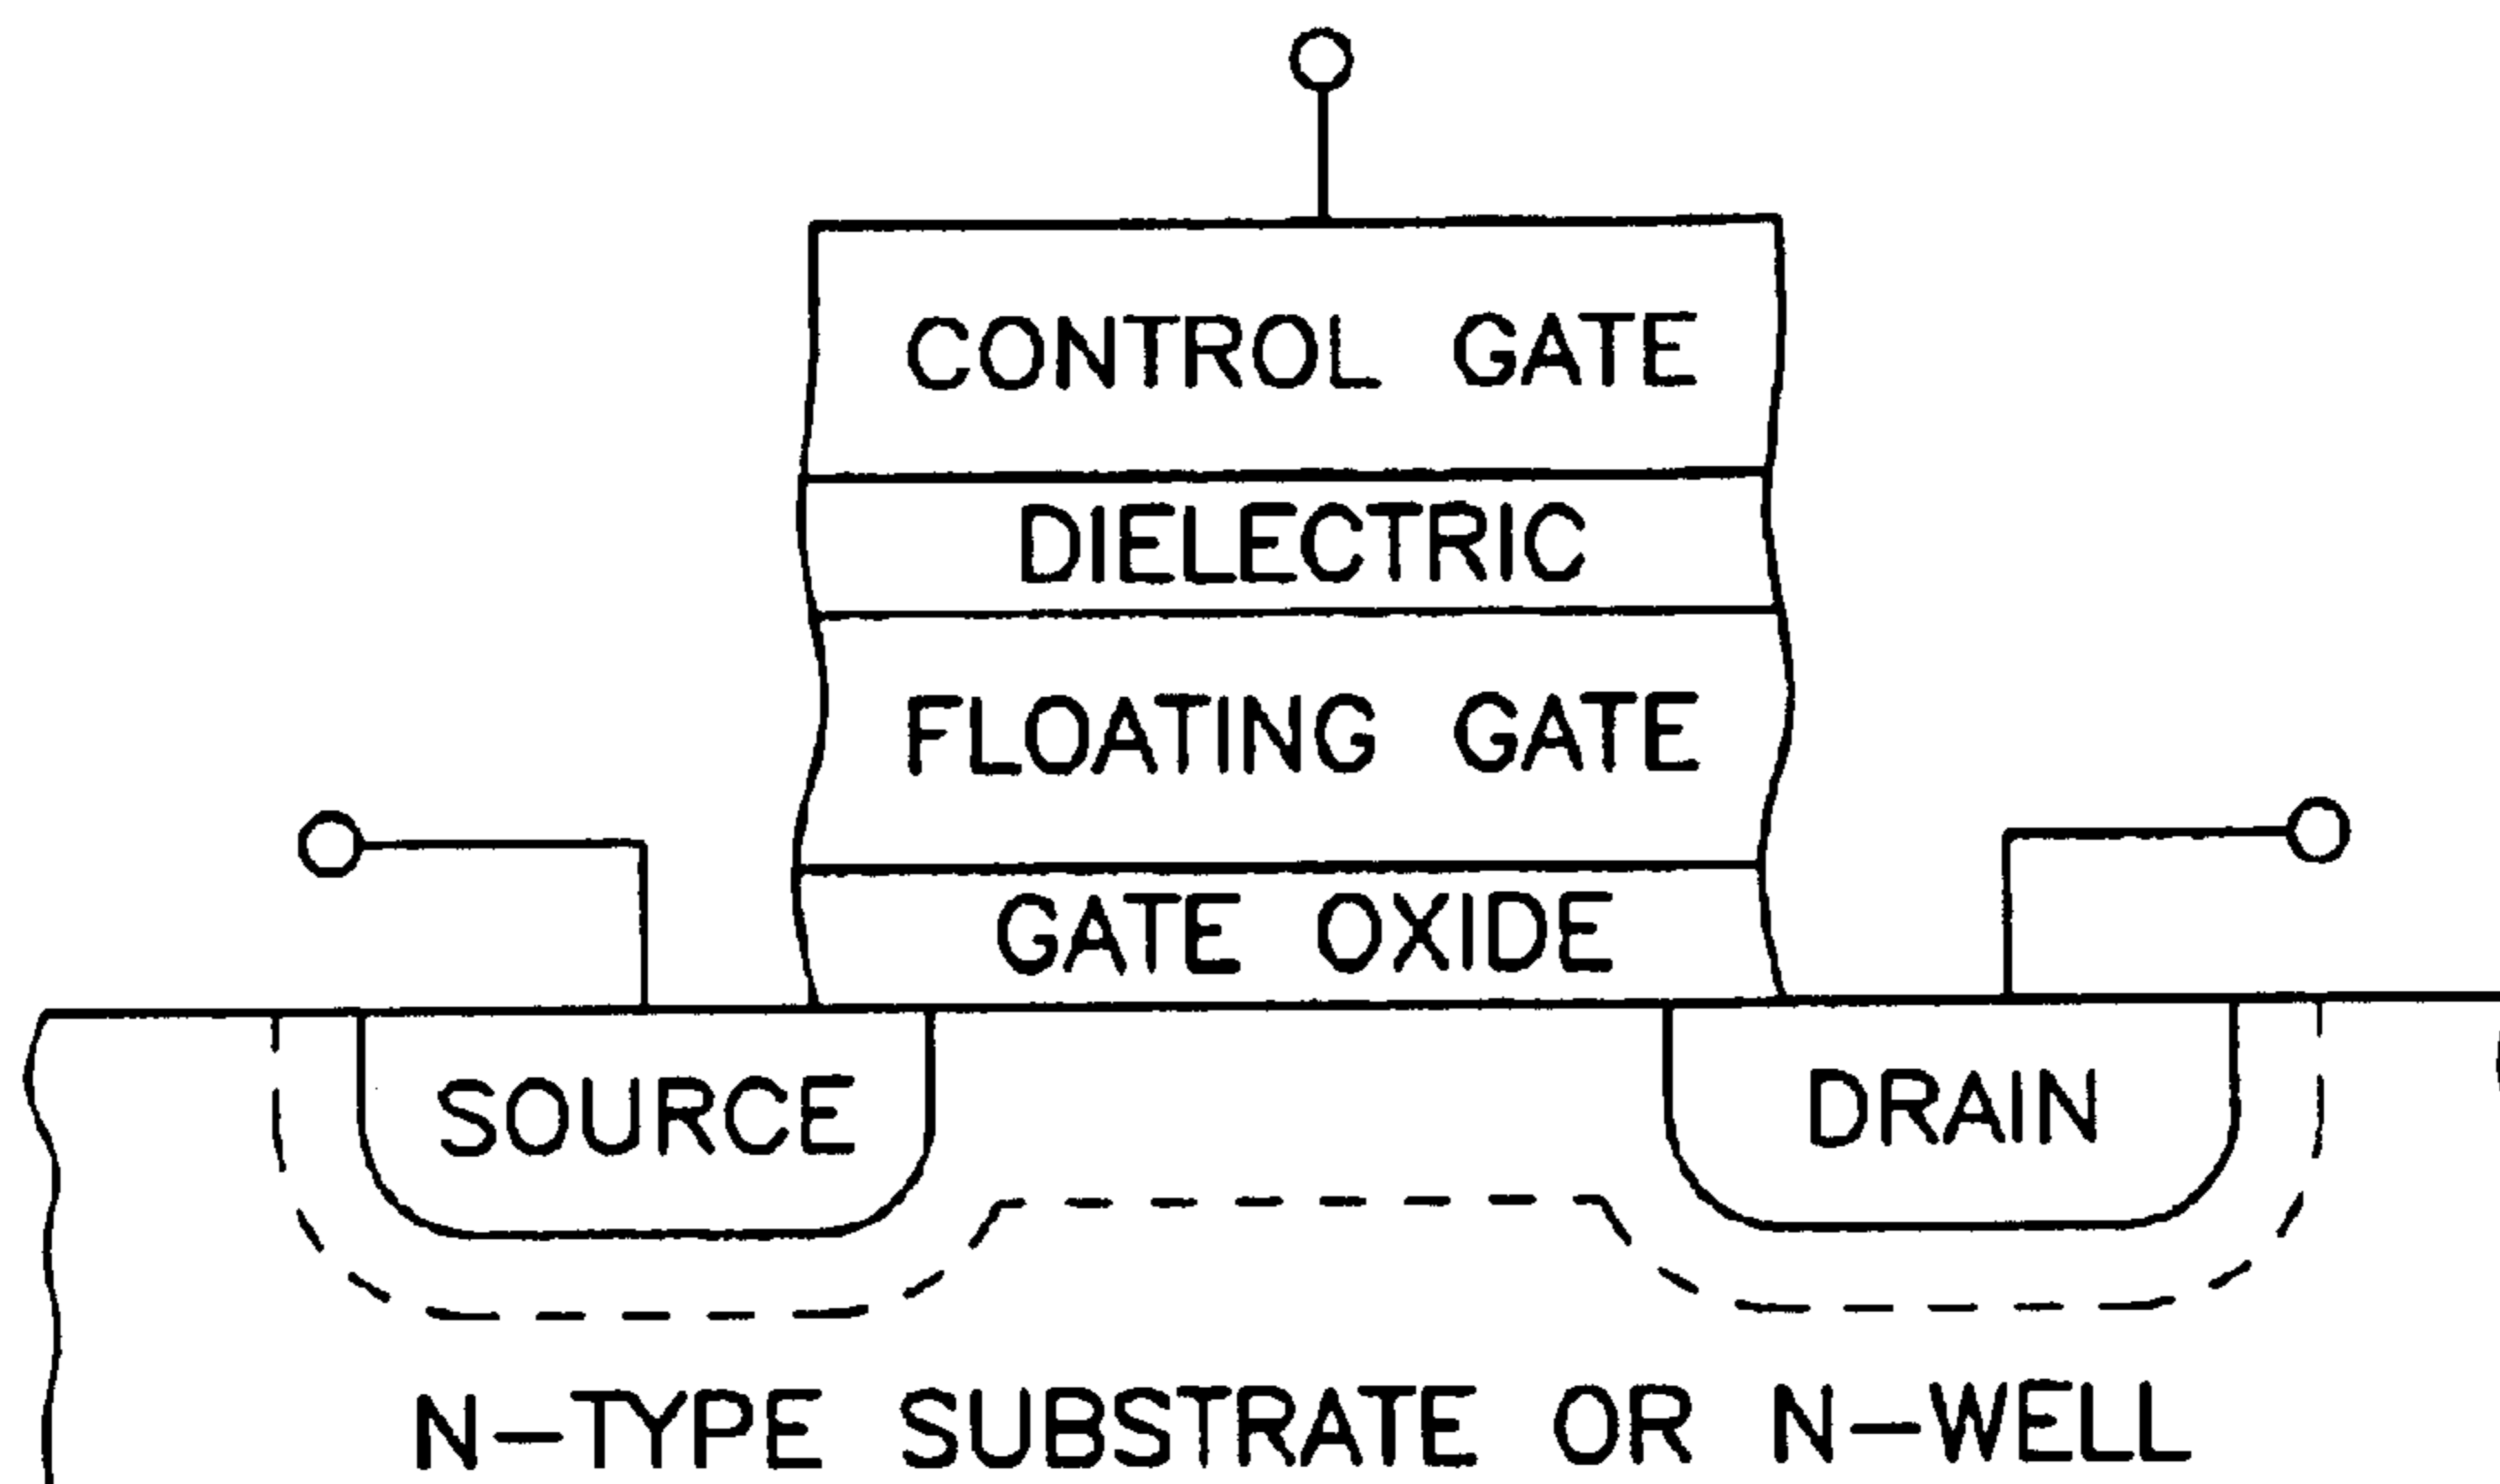 CONTROL GATE
DIELECTRIC
FLOATING GATE
GATE OXIDE
SOURCE
DRAIN
N-TYPE SUBSTRATE OR N-WELL